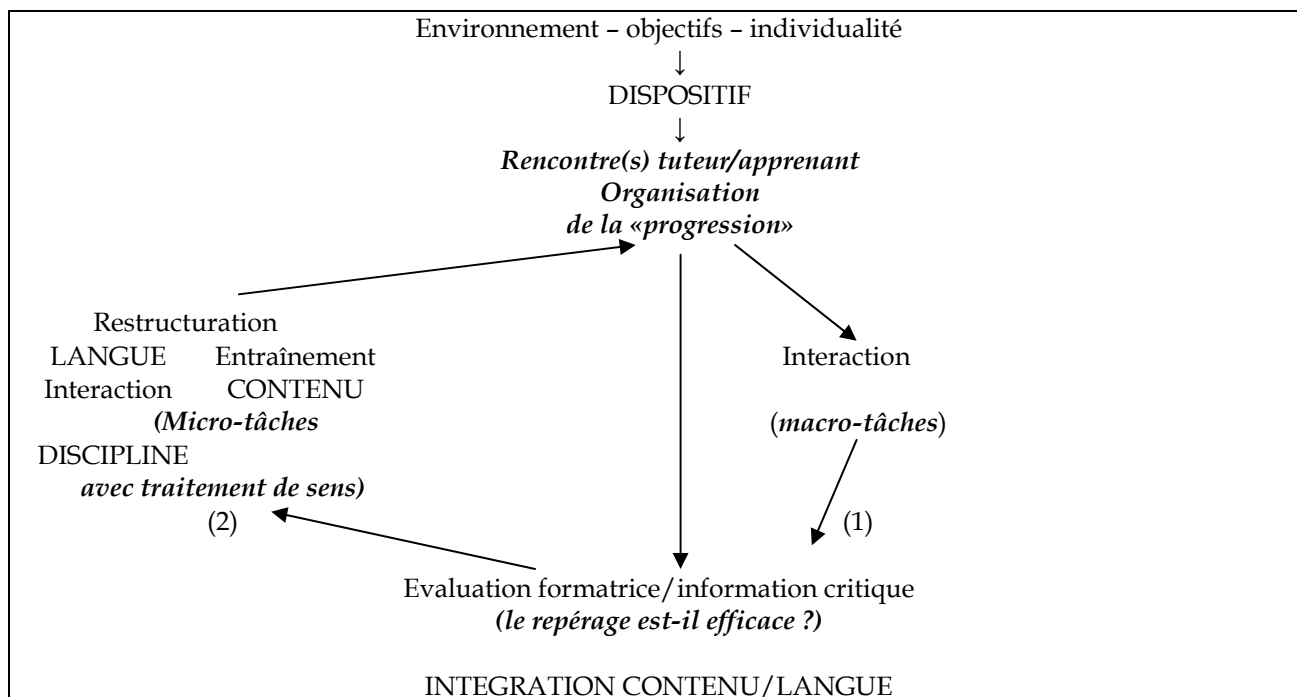 Environnement – objectifs – individualité
↓
DISPOSITIF
↓
Rencontre(s) tuteur/apprenant
Organisation
de la «progression»
Restructuration
LANGUE Entraînement
Interaction CONTENU
(Micro-tâches
DISCIPLINE
avec traitement de sens)
(2)
Interaction
(macro-tâches)
(1)
Evaluation formatrice/information critique
(le repérage est-il efficace ?)
INTEGRATION CONTENU/LANGUE